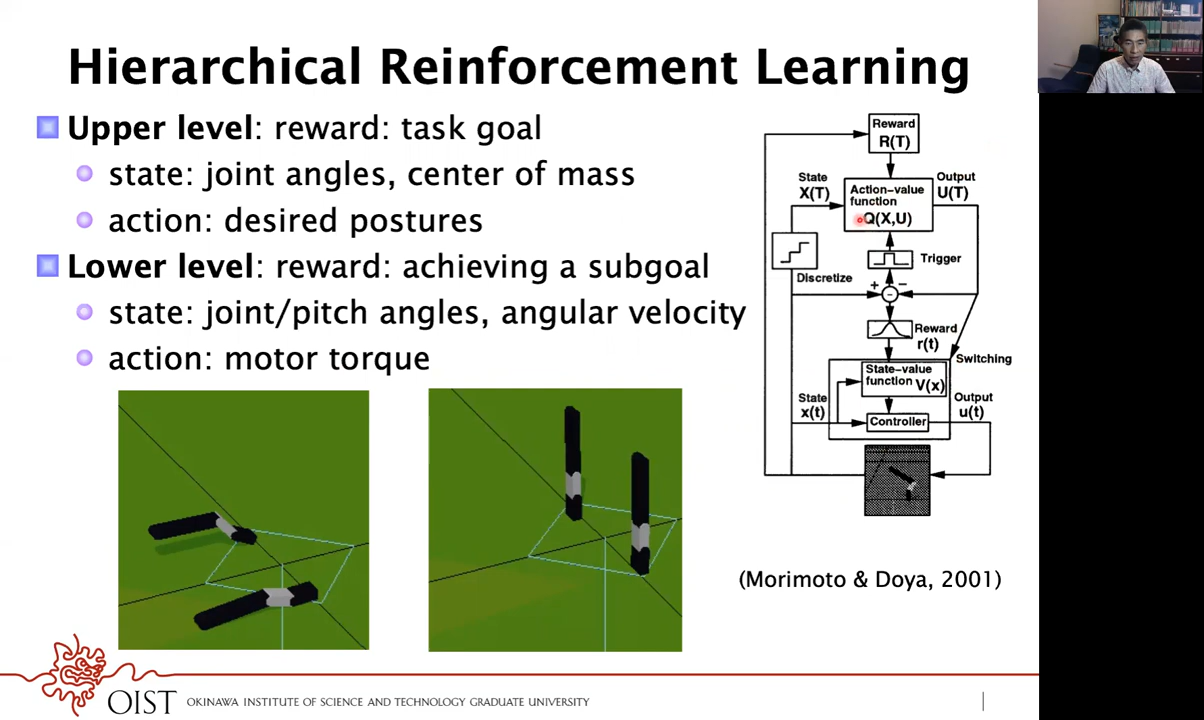 Hierarchical Reinforcement Learning
Upper level: reward: task goal
state: joint angles, center of mass
action: desired postures
Lower level: reward: achieving a subgoal
state: joint/pitch angles, angular velocity
action: motor torque
Reward
R(T)
State
X(T)
Action-value
function
Q(X,U)
Output
U(T)
Trigger
Discretize
+
−
-
Reward
r(t)
Switching
State-value
function V(x)
State
x(t)
Output
u(t)
Controller
(Morimoto & Doya, 2001)
OIST OKINAWA INSTITUTE OF SCIENCE AND TECHNOLOGY GRADUATE UNIVERSITY